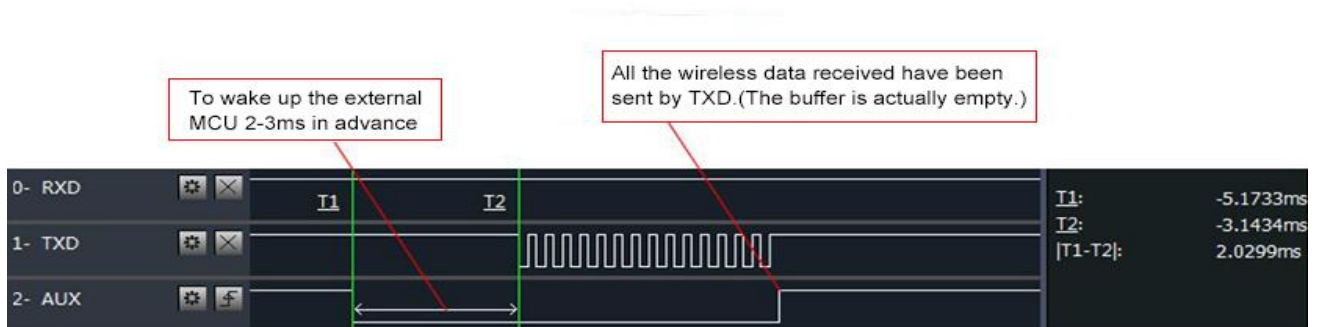 To wake up the external
MCU 2-3ms in advance
All the wireless data received have been
sent by TXD.(The buffer is actually empty.)
0- RXD
T1
T2
1- TXD
2- AUX
T1: -5.1733ms
T2: -3.1434ms
|T1-T2|: 2.0299ms